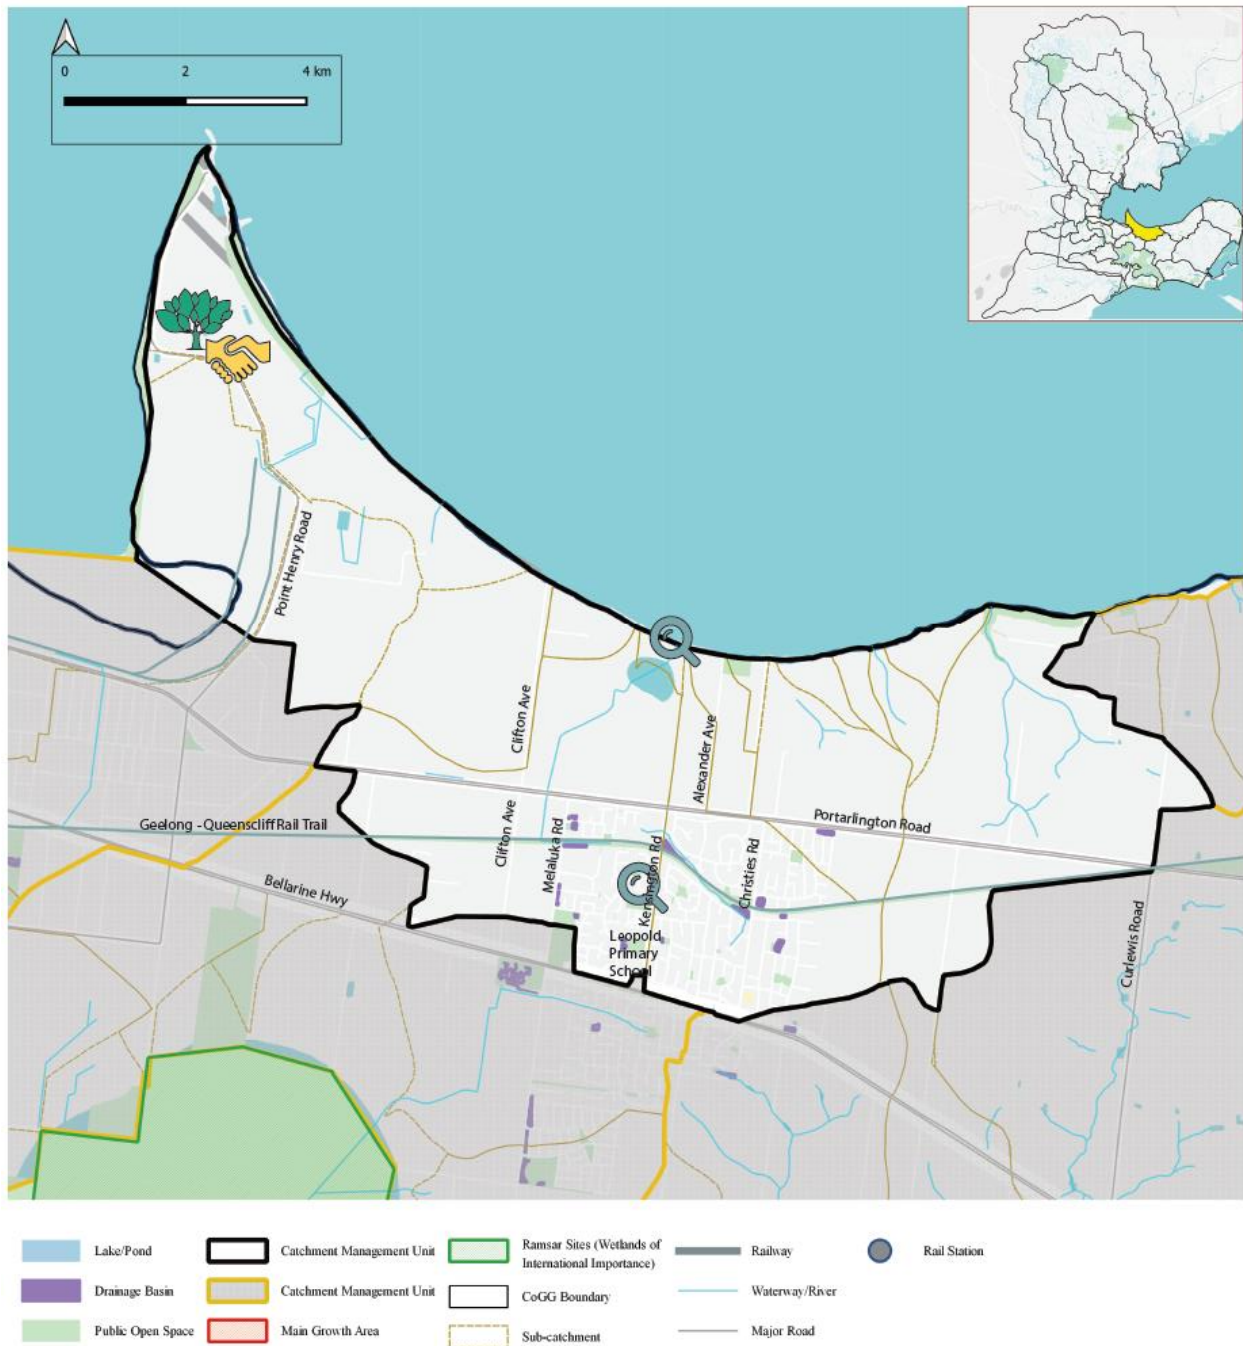 0 2 4 km
Point Henry Road
Clifton Ave
Alexander Ave
Portarlington Road
Geelong - Queenscliff Rail Trail
Clifton Ave
Melaluka Rd
Kensington Rd
Christies Rd
Bellarine Hwy
Leopold
Primary
School
Curlewis Road
Lake/Pond
Catchment Management Unit
Ramsar Sites (Wetlands of
International Importance)
Railway
Rail Station
Drainage Basin
Catchment Management Unit
CoGG Boundary
Waterway/River
Public Open Space
Main Growth Area
Sub-catchment
Major Road